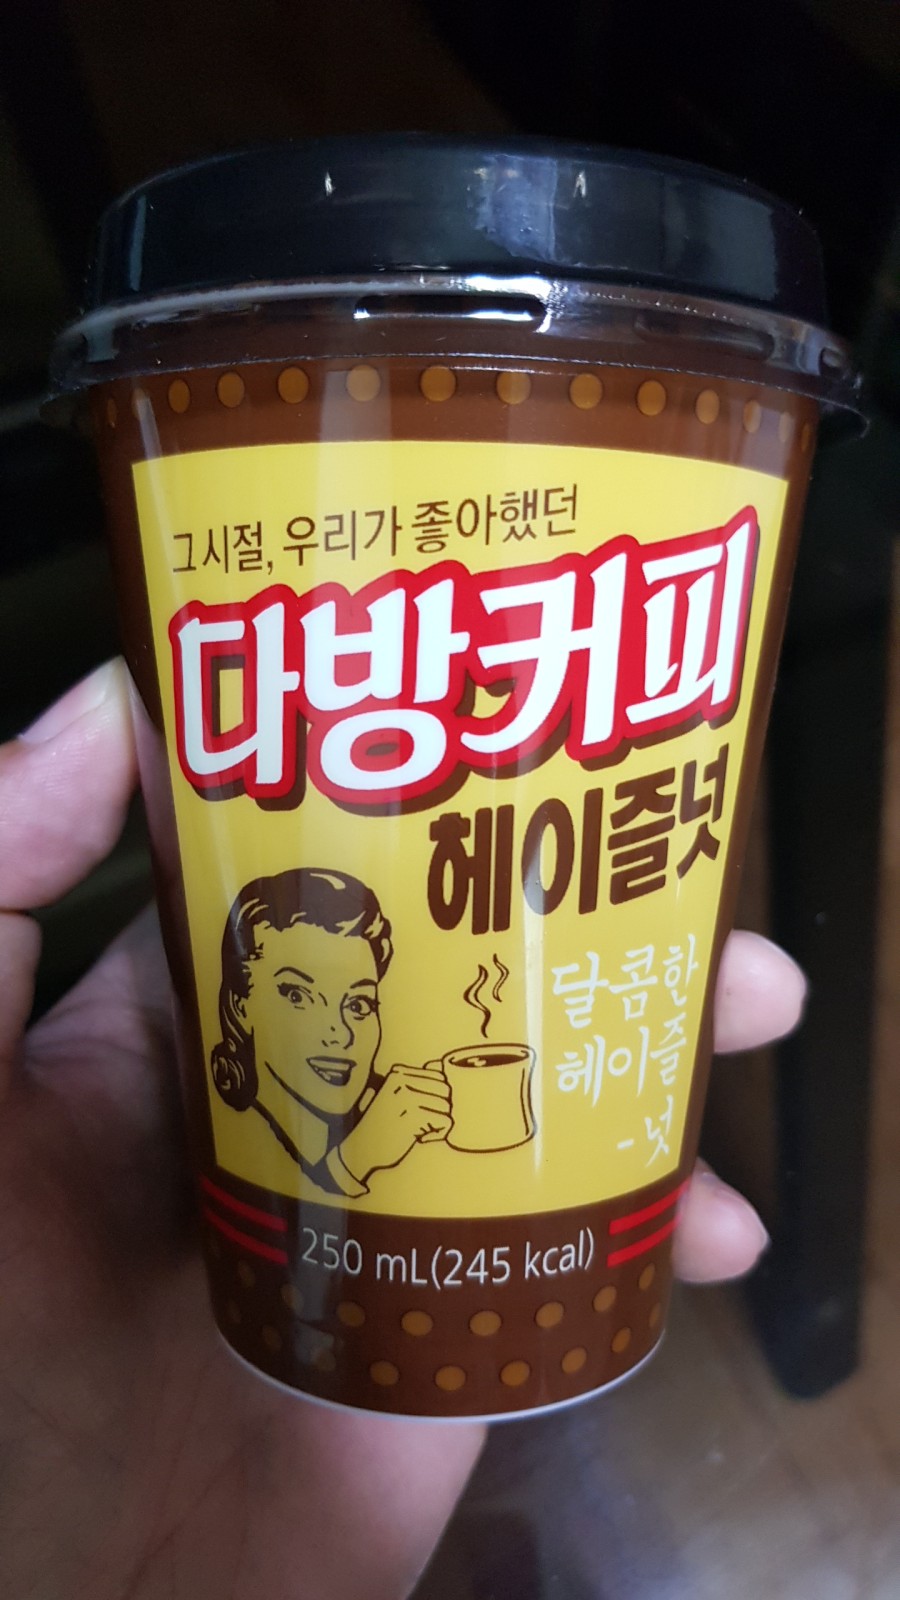 그시절, 우리가 좋아했던
다방커피
헤이즐넛
달콤한
헤이즐
-넛
250 mL(245 kcal)